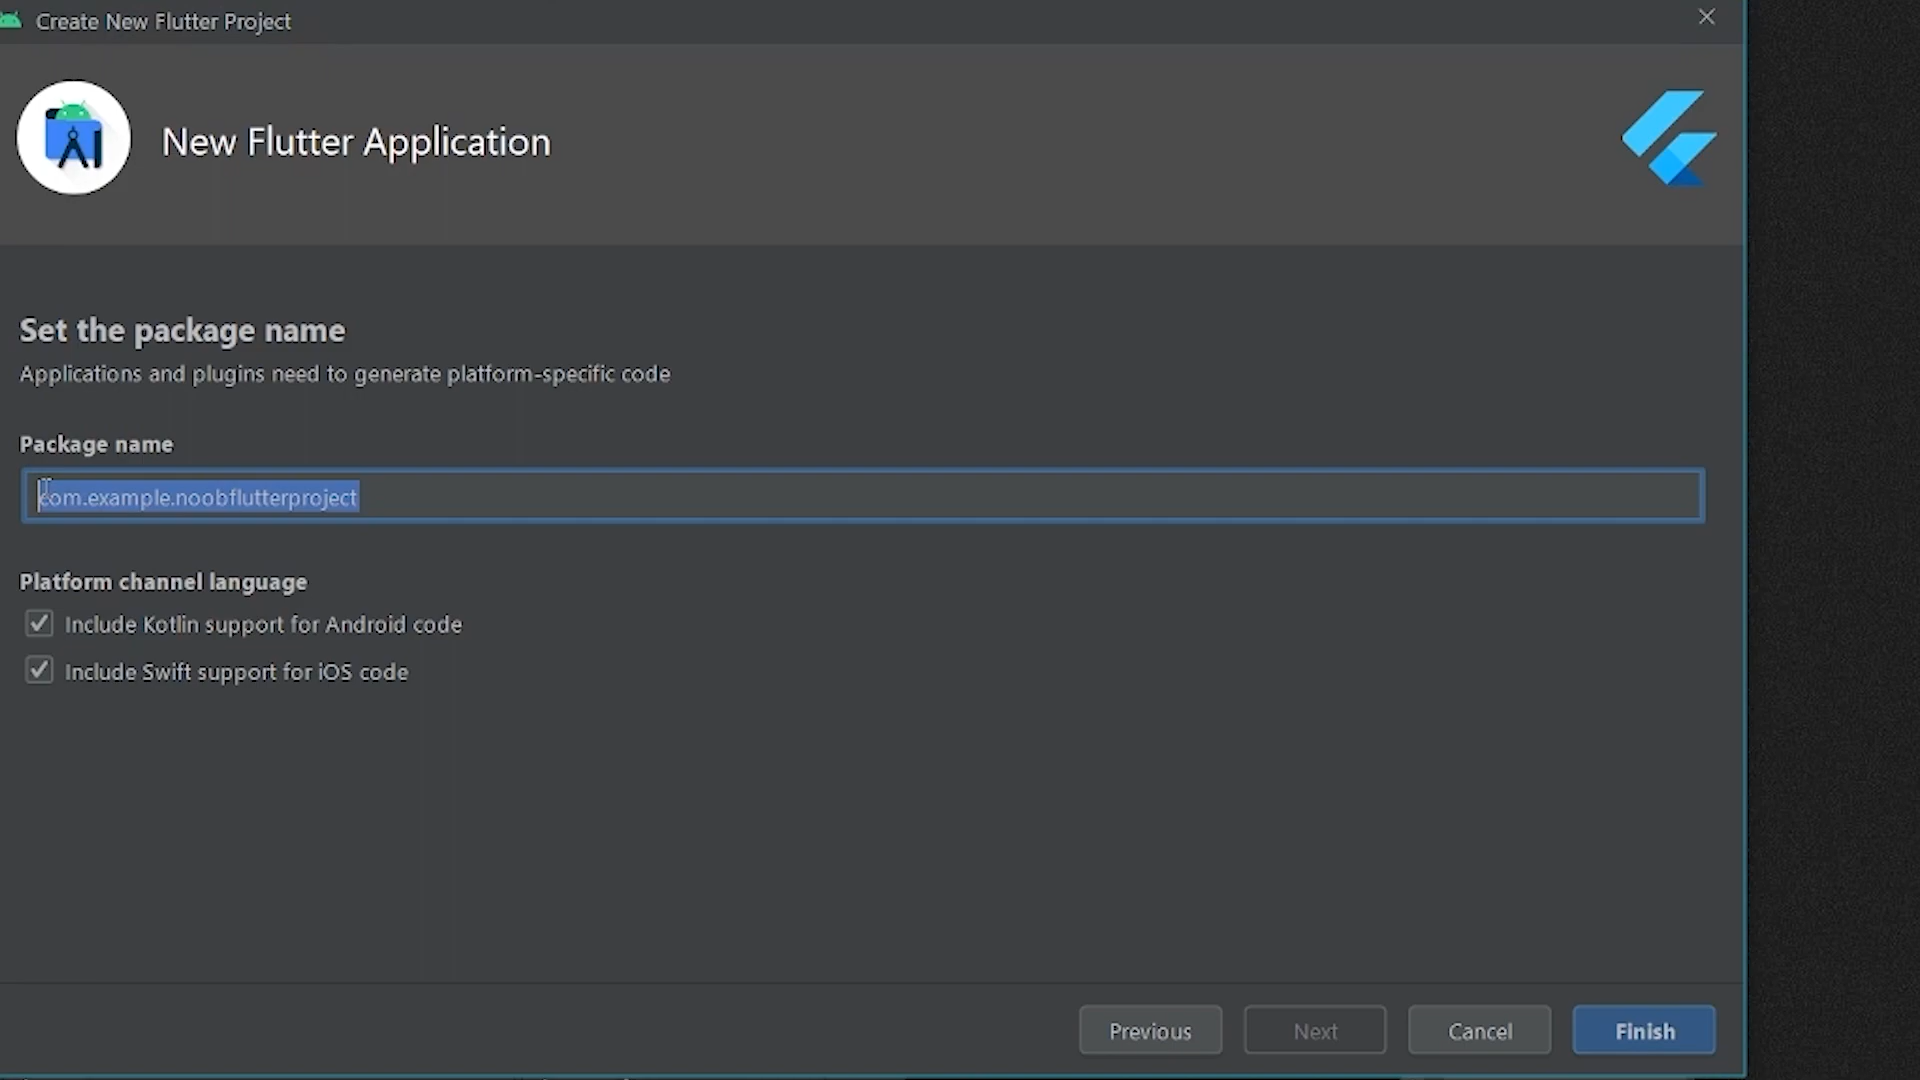 Create New Flutter Project
New Flutter Application
Set the package name
Applications and plugins need to generate platform-specific code
Package name
com.example.noobflutterproject
Platform channel language
Include Kotlin support for Android code
Include Swift support for iOS code
Previous
Next
Cancel
Finish